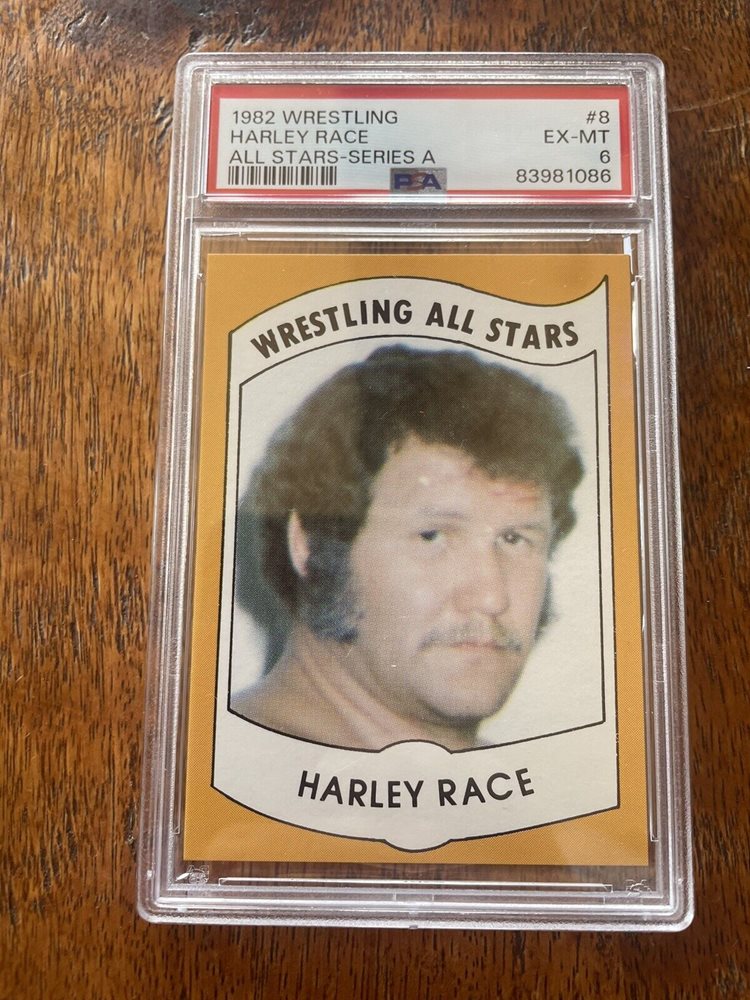 1982 WRESTLING #8
HARLEY RACE EX-MT
ALL STARS-SERIES A 6
PSA 83981086
WRESTLING ALL STARS
HARLEY RACE